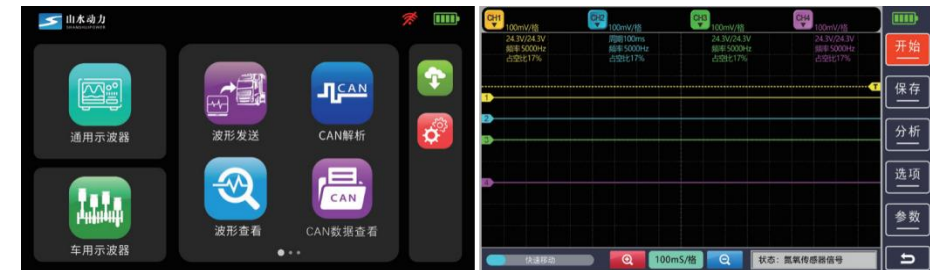 山水动力
SHANSHUIPOWER
通用示波器
波形发送
CAN
CAN解析
车用示波器
波形查看
CAN
CAN数据查看
CH1
100mV/格
CH2
100mV/格
CH3
100mV/格
CH4
100mV/格
24.3V/24.3V
周期100ms
24.3V/24.3V
24.3V/24.3V
频率5000Hz
频率5000Hz
频率5000Hz
频率5000Hz
占空比17%
占空比17%
占空比17%
占空比17%
T
1
2
3
4
开始
保存
分析
选项
参数
快速移动
100mS/格
状态: 氮氧传感器信号